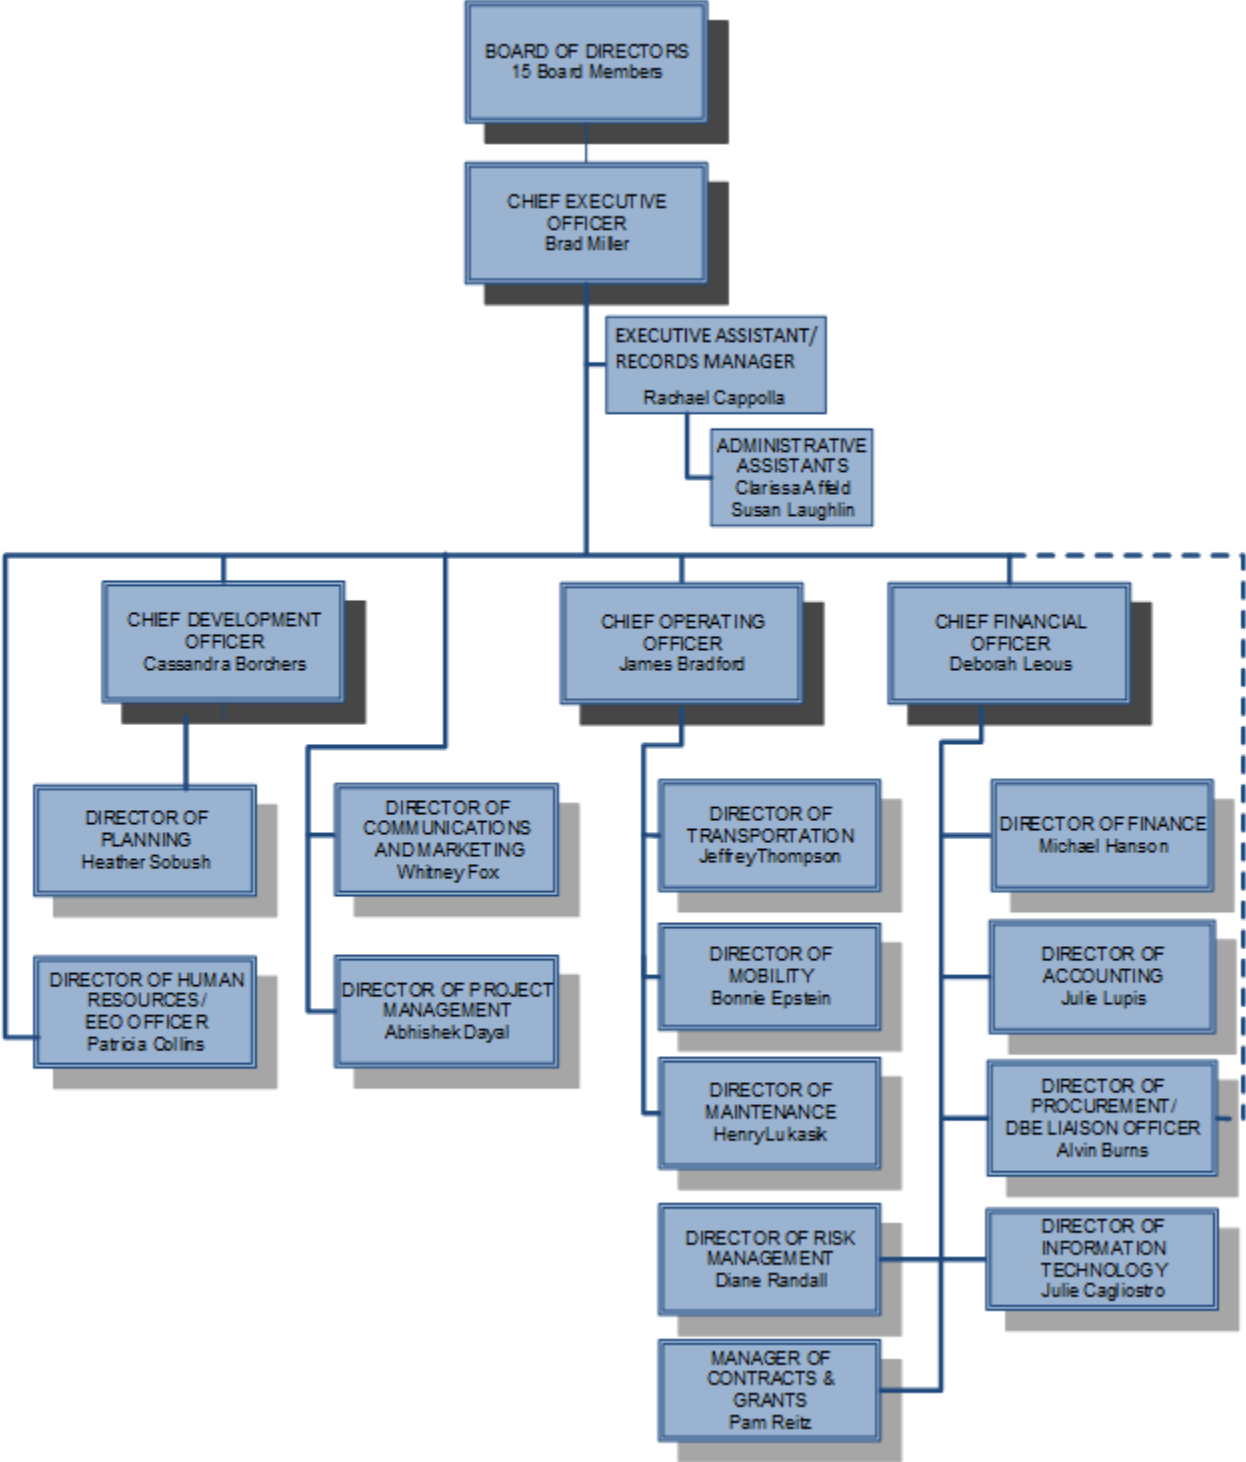 BOARD OF DIRECTORS
15 Board Members
CHIEF EXECUTIVE
OFFICER
Brad Miller
EXECUTIVE ASSISTANT/
RECORDS MANAGER
Rachael Cappolla
ADMINISTRATIVE
ASSISTANTS
Clarissa Affeld
Susan Laughlin
CHIEF DEVELOPMENT
OFFICER
Cassandra Borchers
CHIEF OPERATING
OFFICER
James Bradford
CHIEF FINANCIAL
OFFICER
Deborah Leous
DIRECTOR OF
PLANNING
Heather Sobush
DIRECTOR OF
COMMUNICATIONS
AND MARKETING
Whitney Fox
DIRECTOR OF
TRANSPORTATION
Jeffrey Thompson
DIRECTOR OF FINANCE
Michael Hanson
DIRECTOR OF HUMAN
RESOURCES/
EEO OFFICER
Patricia Collins
DIRECTOR OF PROJECT
MANAGEMENT
Abhishek Dayal
DIRECTOR OF
MOBILITY
Bonnie Epstein
DIRECTOR OF
ACCOUNTING
Julie Lupis
DIRECTOR OF
MAINTENANCE
Henry Lukasik
DIRECTOR OF
PROCUREMENT/
DBE LIAISON OFFICER
Alvin Burns
DIRECTOR OF RISK
MANAGEMENT
Diane Randall
DIRECTOR OF
INFORMATION
TECHNOLOGY
Julie Cagliostro
MANAGER OF
CONTRACTS &
GRANTS
Pam Reitz